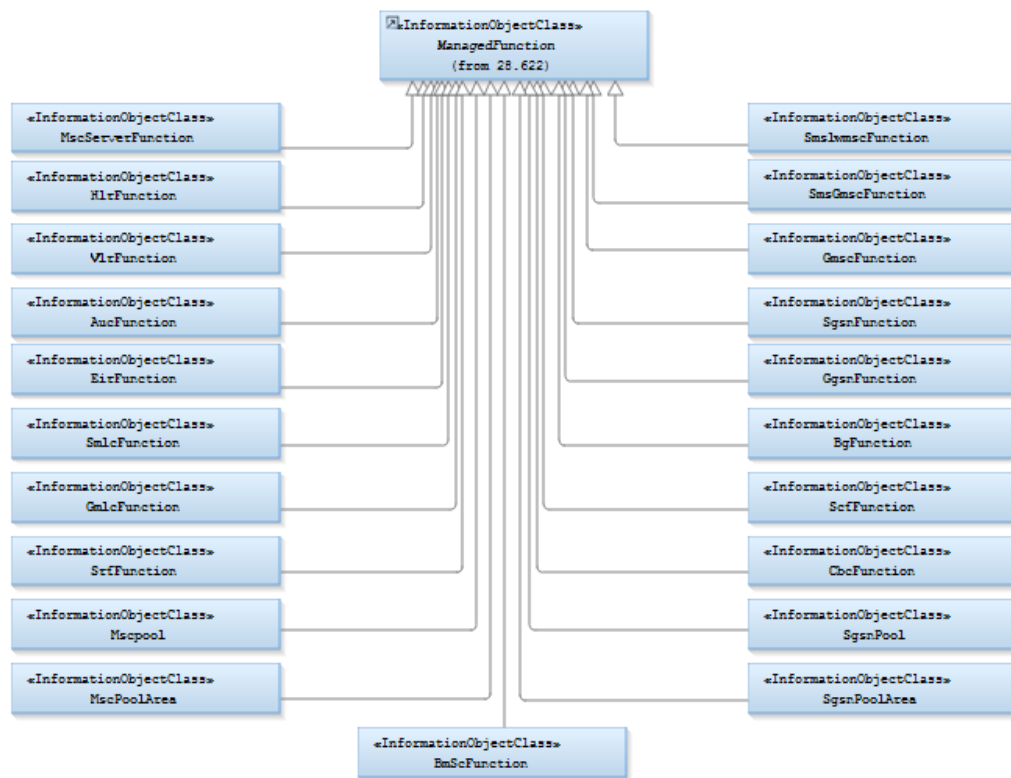 «InformationObjectClass»
ManagedFunction
(from 28.622)
«InformationObjectClass»
MscServerFunction
«InformationObjectClass»
HlrFunction
«InformationObjectClass»
VlrFunction
«InformationObjectClass»
AucFunction
«InformationObjectClass»
EirFunction
«InformationObjectClass»
SmlcFunction
«InformationObjectClass»
GmlcFunction
«InformationObjectClass»
SrfFunction
«InformationObjectClass»
Mscpool
«InformationObjectClass»
MscPoolArea
«InformationObjectClass»
SmsIwmscFunction
«InformationObjectClass»
SmsGmscFunction
«InformationObjectClass»
GmscFunction
«InformationObjectClass»
SgsnFunction
«InformationObjectClass»
GgsnFunction
«InformationObjectClass»
BgFunction
«InformationObjectClass»
ScfFunction
«InformationObjectClass»
CbcFunction
«InformationObjectClass»
SgsnPool
«InformationObjectClass»
SgsnPoolArea
«InformationObjectClass»
BmScFunction